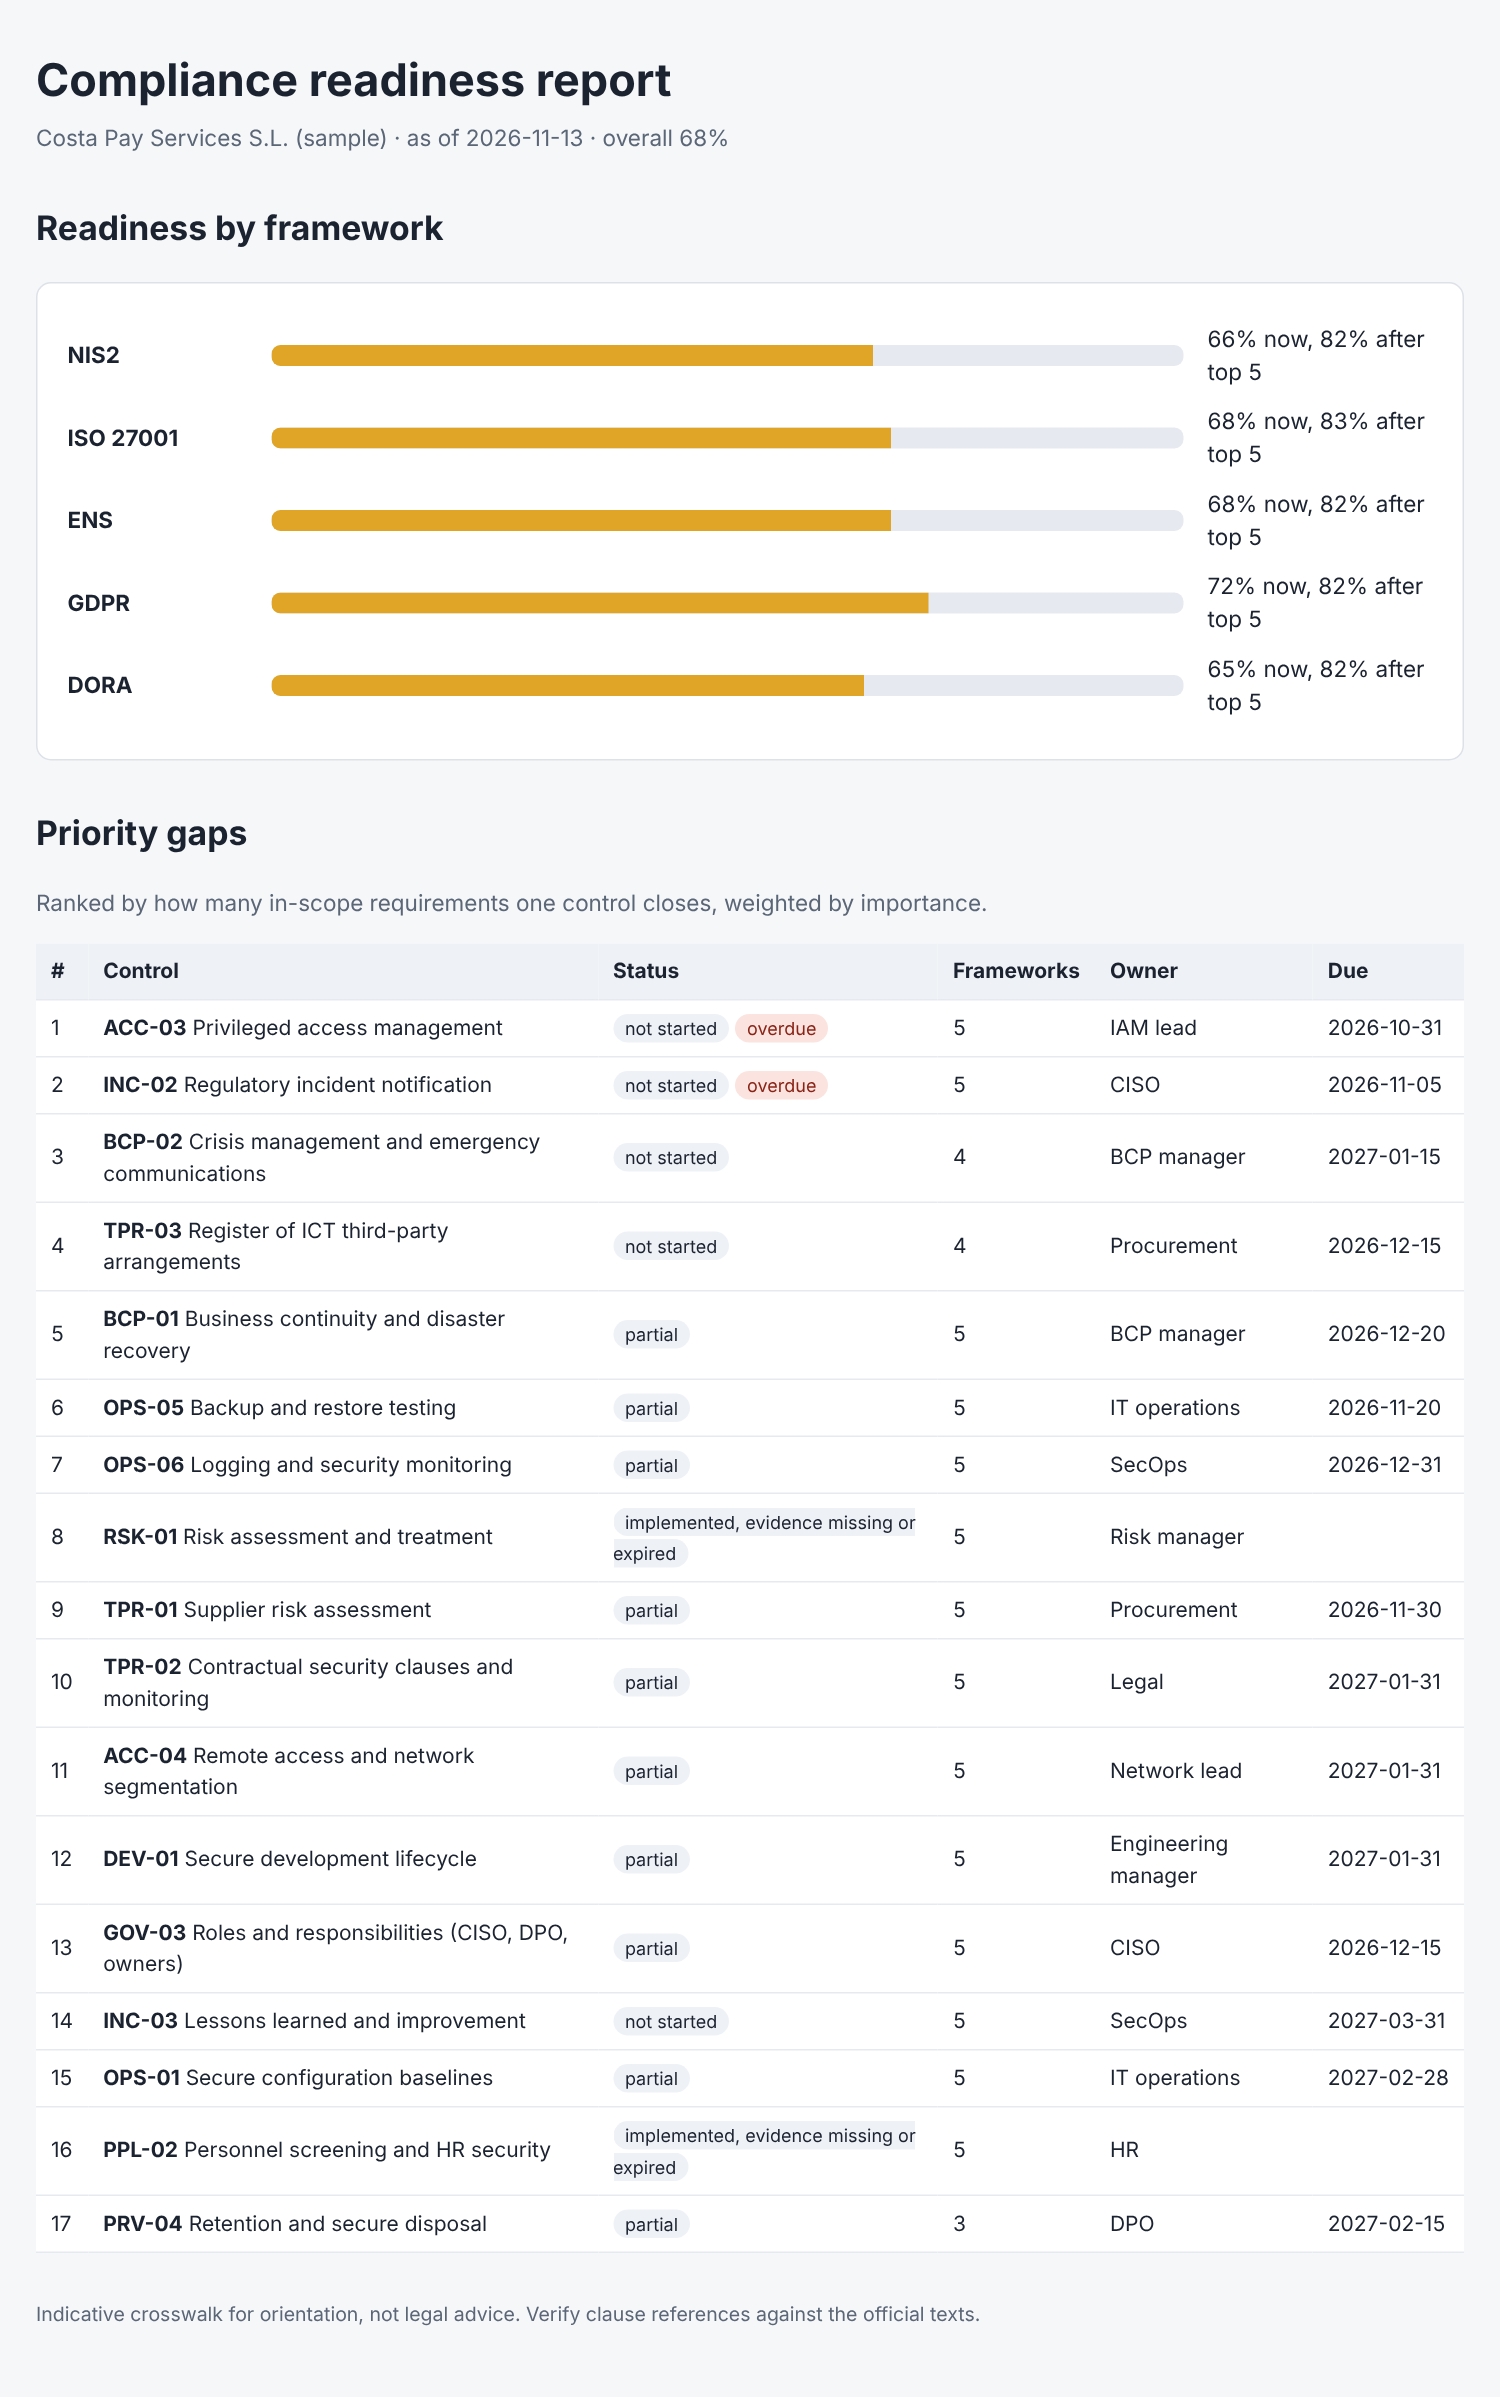 Compliance readiness report
Costa Pay Services S.L. (sample) · as of 2026-11-13 · overall 68%
Readiness by framework
NIS2
66% now, 82% after
top 5
ISO 27001
68% now, 83% after
top 5
ENS
68% now, 82% after
top 5
GDPR
72% now, 82% after
top 5
DORA
65% now, 82% after
top 5
Priority gaps
Ranked by how many in-scope requirements one control closes, weighted by importance.
# Control Status Frameworks Owner Due
1 ACC-03 Privileged access management not started overdue 5 IAM lead 2026-10-31
2 INC-02 Regulatory incident notification not started overdue 5 CISO 2026-11-05
3 BCP-02 Crisis management and emergency
communications not started 4 BCP manager 2027-01-15
4 TPR-03 Register of ICT third-party
arrangements not started 4 Procurement 2026-12-15
5 BCP-01 Business continuity and disaster
recovery partial 5 BCP manager 2026-12-20
6 OPS-05 Backup and restore testing partial 5 IT operations 2026-11-20
7 OPS-06 Logging and security monitoring partial 5 SecOps 2026-12-31
8 RSK-01 Risk assessment and treatment implemented, evidence missing or
expired 5 Risk manager
9 TPR-01 Supplier risk assessment partial 5 Procurement 2026-11-30
10 TPR-02 Contractual security clauses and
monitoring partial 5 Legal 2027-01-31
11 ACC-04 Remote access and network
segmentation partial 5 Network lead 2027-01-31
12 DEV-01 Secure development lifecycle partial 5 Engineering
manager 2027-01-31
13 GOV-03 Roles and responsibilities (CISO, DPO,
owners) partial 5 CISO 2026-12-15
14 INC-03 Lessons learned and improvement not started 5 SecOps 2027-03-31
15 OPS-01 Secure configuration baselines partial 5 IT operations 2027-02-28
16 PPL-02 Personnel screening and HR security implemented, evidence missing or
expired 5 HR
17 PRV-04 Retention and secure disposal partial 3 DPO 2027-02-15
Indicative crosswalk for orientation, not legal advice. Verify clause references against the official texts.